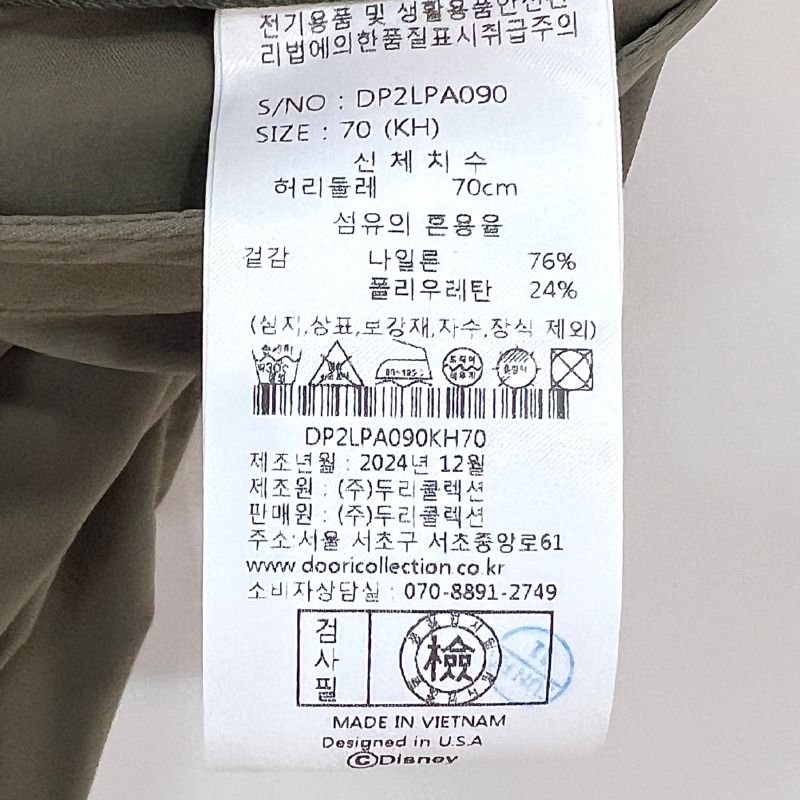 전기용품 및 생활용품안전관
리법에의한품질표시취급주의
S/NO : DP2LPA090
SIZE : 70 (KH)
신 체 치 수
허리둘레 70cm
섬유의 혼용율
겉감 나일론 76%
폴리우레탄 24%
(심지,상표,보강재,자수,장식 제외)
DP2LPA090KH70
제조년월 : 2024년 12월
제조원 : (주)두리콜렉션
판매원 : (주)두리콜렉션
주소:서울 서초구 서초중앙로61
www.dooricollection.co.kr
소비자상담실 : 070-8891-2749
검사필
檢
MADE IN VIETNAM
Designed in U.S.A
©Disney